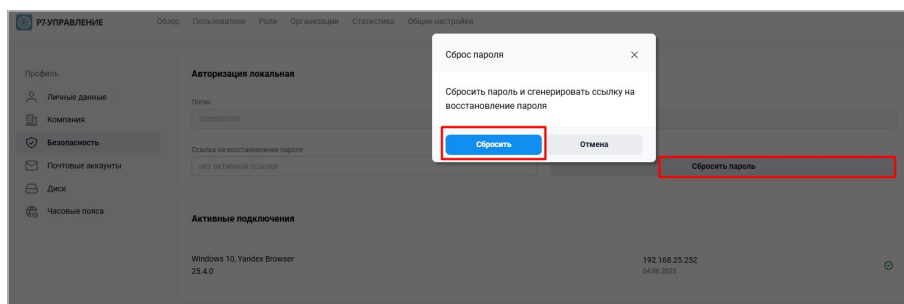 Р7-УПРАВЛЕНИЕ
Обзор Пользователи Роли Организации Статистика Общие настройки
Сброс пароля
Сбросить пароль и сгенерировать ссылку на
восстановление пароля
Сбросить Отмена
Профиль
Личные данные
Компания
Безопасность
Почтовые аккаунты
Диск
Часовые пояса
Авторизация локальная
Логин
superadmin
Ссылка на восстановление пароля
нет активной ссылки
Сбросить пароль
Активные подключения
Windows 10, Yandex Browser
25.4.0
192.168.25.252
04.06.2025